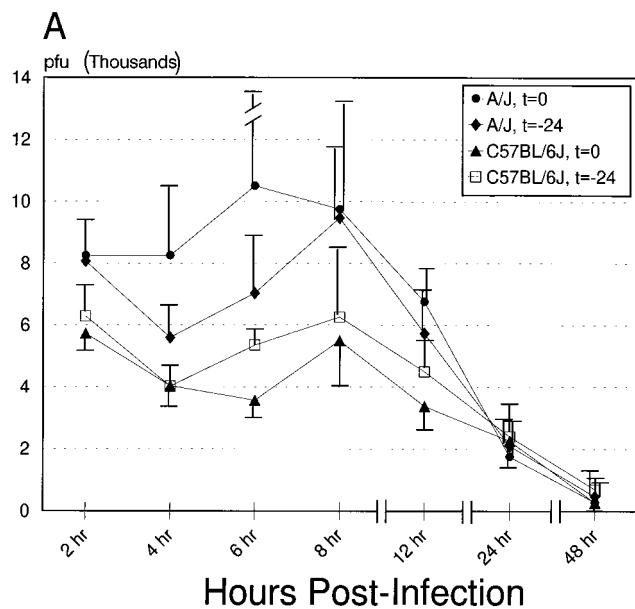 A
pfu (Thousands)
14
12
10
8
6
4
2
0
A/J, t=0
A/J, t=-24
C57BL/6J, t=0
C57BL/6J, t=-24
2 hr
4 hr
6 hr
8 hr
12 hr
24 hr
48 hr
Hours Post-Infection